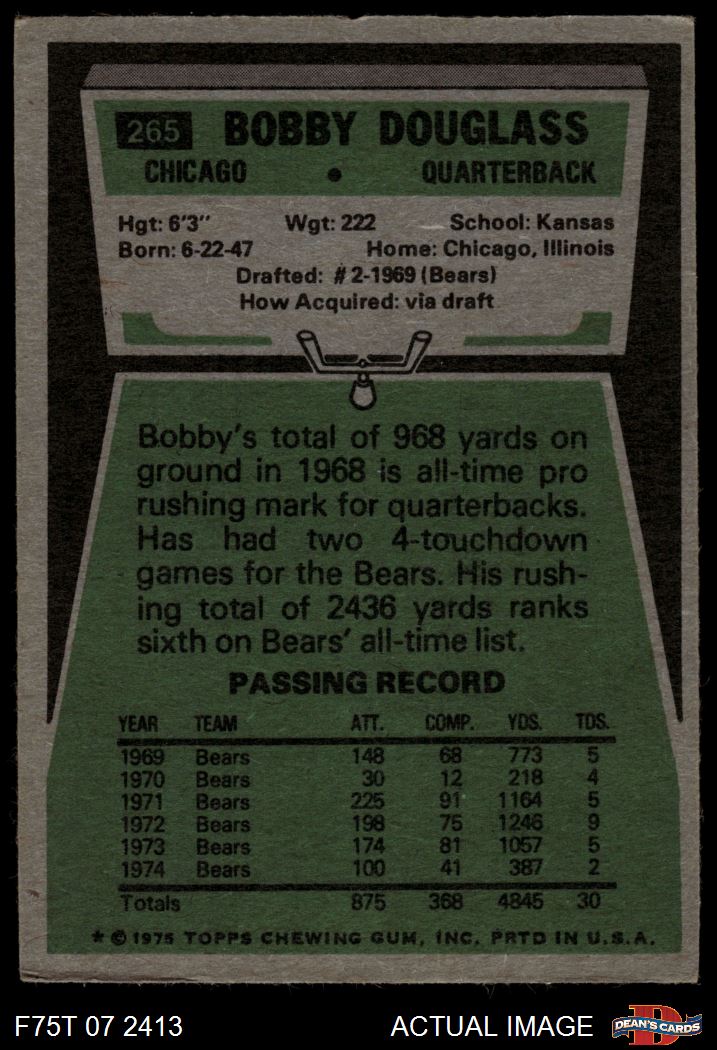 265 BOBBY DOUGLASS
CHICAGO • QUARTERBACK
Hgt: 6'3" Wgt: 222 School: Kansas
Born: 6-22-47 Home: Chicago, Illinois
Drafted: #2-1969 (Bears)
How Acquired: via draft
Bobby's total of 968 yards on
ground in 1968 is all-time pro
rushing mark for quarterbacks.
Has had two 4-touchdown
games for the Bears. His rush-
ing total of 2436 yards ranks
sixth on Bears' all-time list.
PASSING RECORD
YEAR TEAM ATT. COMP. YDS. TDS.
1969 Bears 148 68 773 5
1970 Bears 30 12 218 4
1971 Bears 225 91 1164 5
1972 Bears 198 75 1246 9
1973 Bears 174 81 1057 5
1974 Bears 100 41 387 2
Totals 875 368 4845 30
* © 1975 TOPPS CHEWING GUM, INC. PRTD IN U.S.A.
F75T 07 2413 ACTUAL IMAGE D DEAN'S CARDS